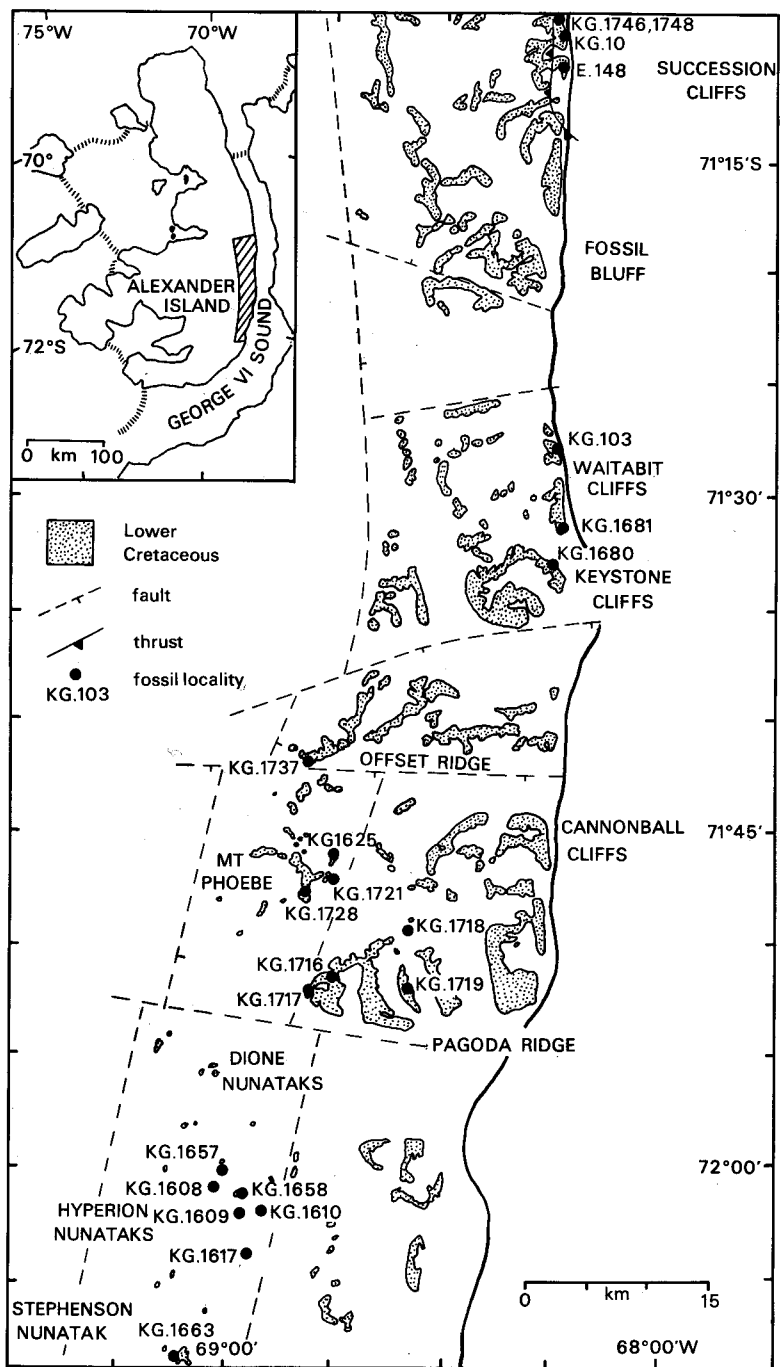 75°W
70°W
70°
ALEXANDER
ISLAND
72°S
GEORGE VI SOUND
0 km 100
KG.1746,1748
KG.10
E.148
SUCCESSION
CLIFFS
71°15'S
FOSSIL
BLUFF
KG.103
WAITABIT
CLIFFS
71°30'
KG.1681
KG.1680
KEYSTONE
CLIFFS
Lower
Cretaceous
fault
thrust
KG.103
fossil locality
KG.1737
OFFSET RIDGE
71°45'
CANNONBALL
CLIFFS
KG1625
MT
PHOEBE
KG.1721
KG.1728
KG.1718
KG.1716
KG.1717
KG.1719
PAGODA RIDGE
DIONE
NUNATAKS
KG.1657
72°00'
KG.1608
KG.1658
HYPERION
NUNATAKS
KG.1609
KG.1610
KG.1617
STEPHENSON
NUNATAK
KG.1663
69°00'
0 km 15
68°00'W